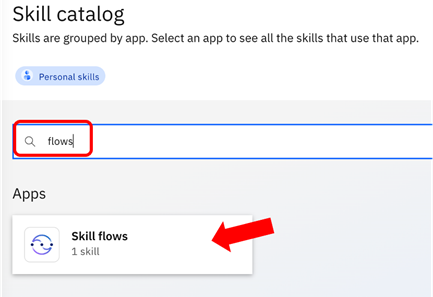 Skill catalog
Skills are grouped by app. Select an app to see all the skills that use that app.
Personal skills
flows
Apps
Skill flows
1 skill